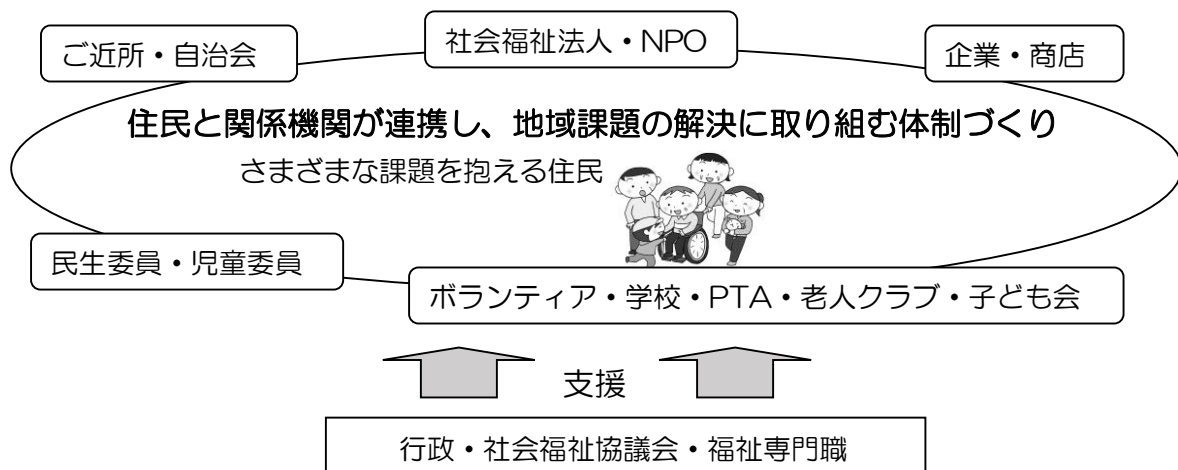 社会福祉法人・NPO
ご近所・自治会
企業・商店
住民と関係機関が連携し、地域課題の解決に取り組む体制づくり
さまざまな課題を抱える住民
民生委員・児童委員
ボランティア・学校・PTA・老人クラブ・子ども会
支援
行政・社会福祉協議会・福祉専門職